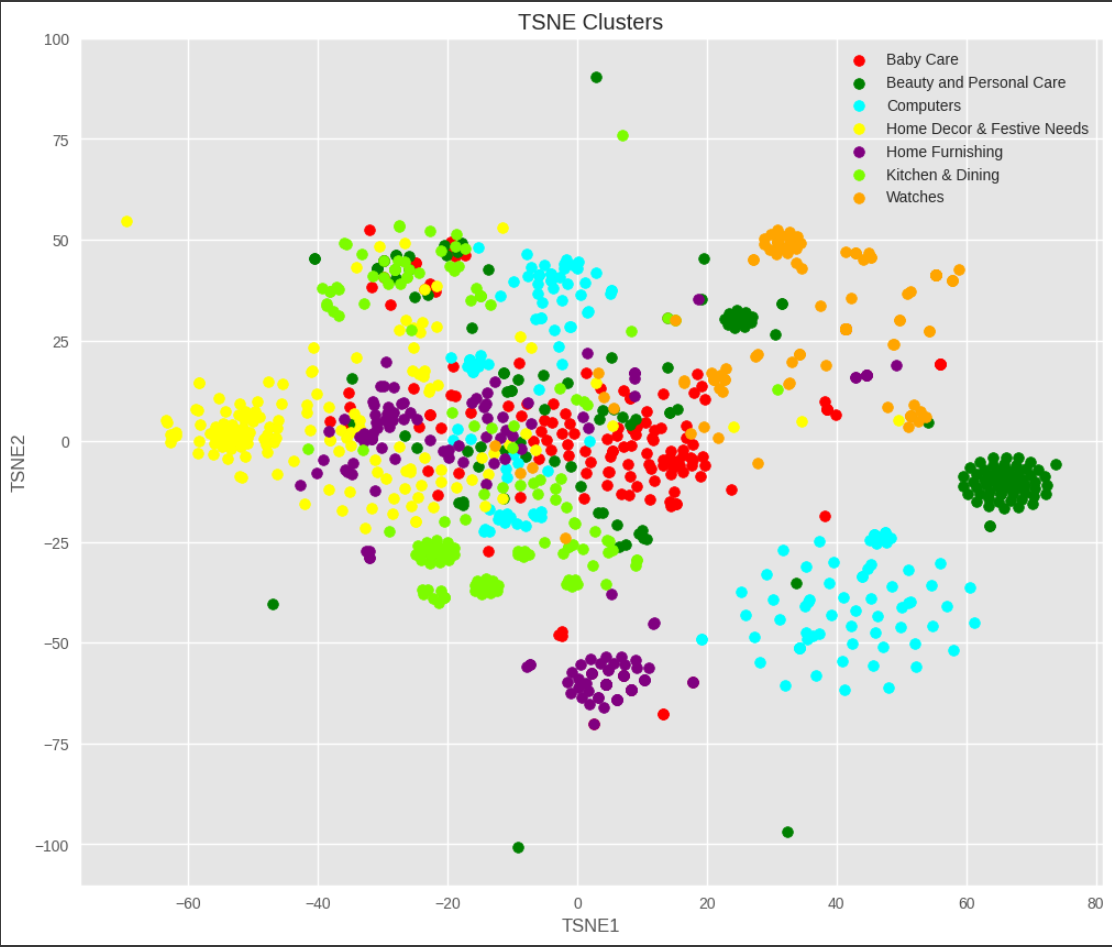 TSNE Clusters
100
75
50
25
0
−25
−50
−75
−100
TSNE2
Baby Care
Beauty and Personal Care
Computers
Home Decor & Festive Needs
Home Furnishing
Kitchen & Dining
Watches
−60 −40 −20 0 20 40 60 80
TSNE1